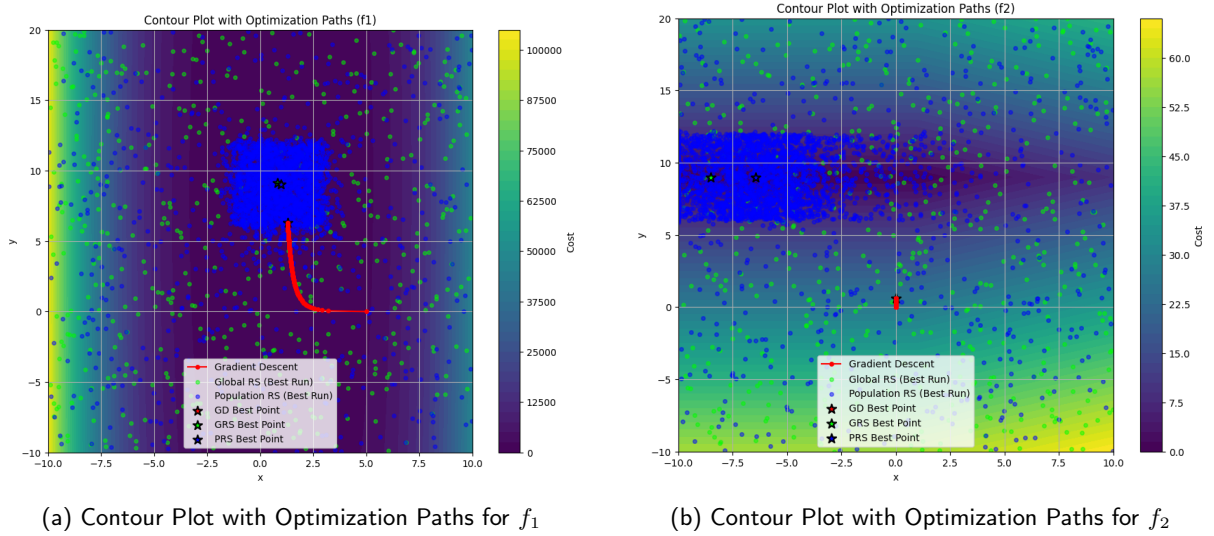 Contour Plot with Optimization Paths (f1)
20
15
10
5
0
−5
−10
y
−10.0
−7.5
−5.0
−2.5
0.0
2.5
5.0
7.5
10.0
x
Gradient Descent
Global RS (Best Run)
Population RS (Best Run)
GD Best Point
GRS Best Point
PRS Best Point
100000
87500
75000
62500
50000
37500
25000
12500
0
Cost
(a) Contour Plot with Optimization Paths for f1
Contour Plot with Optimization Paths (f2)
20
15
10
5
0
−5
−10
y
−10.0
−7.5
−5.0
−2.5
0.0
2.5
5.0
7.5
10.0
x
Gradient Descent
Global RS (Best Run)
Population RS (Best Run)
GD Best Point
GRS Best Point
PRS Best Point
60.0
52.5
45.0
37.5
30.0
22.5
15.0
7.5
0.0
Cost
(b) Contour Plot with Optimization Paths for f2